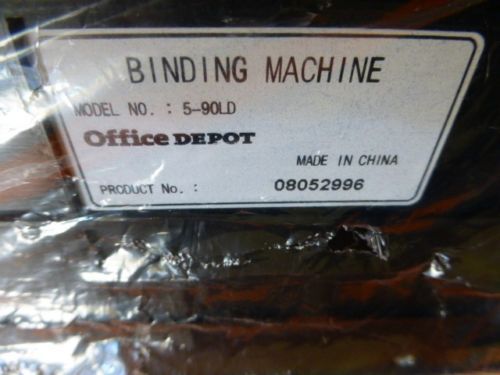 BINDING MACHINE
MODEL NO. : 5-90LD
Office DEPOT
MADE IN CHINA
PRODUCT No. : 08052996